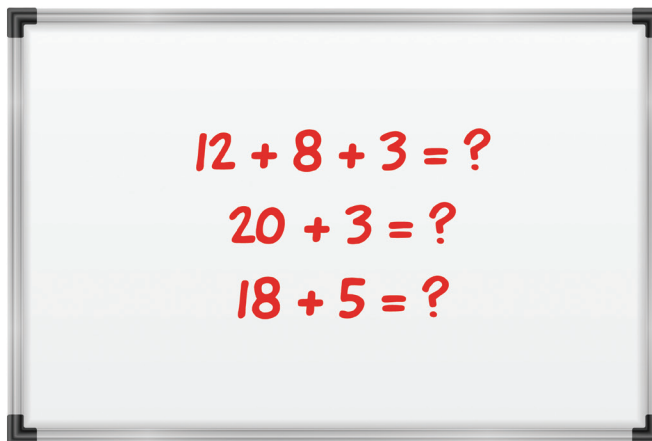 12 + 8 + 3 = ?
20 + 3 = ?
18 + 5 = ?